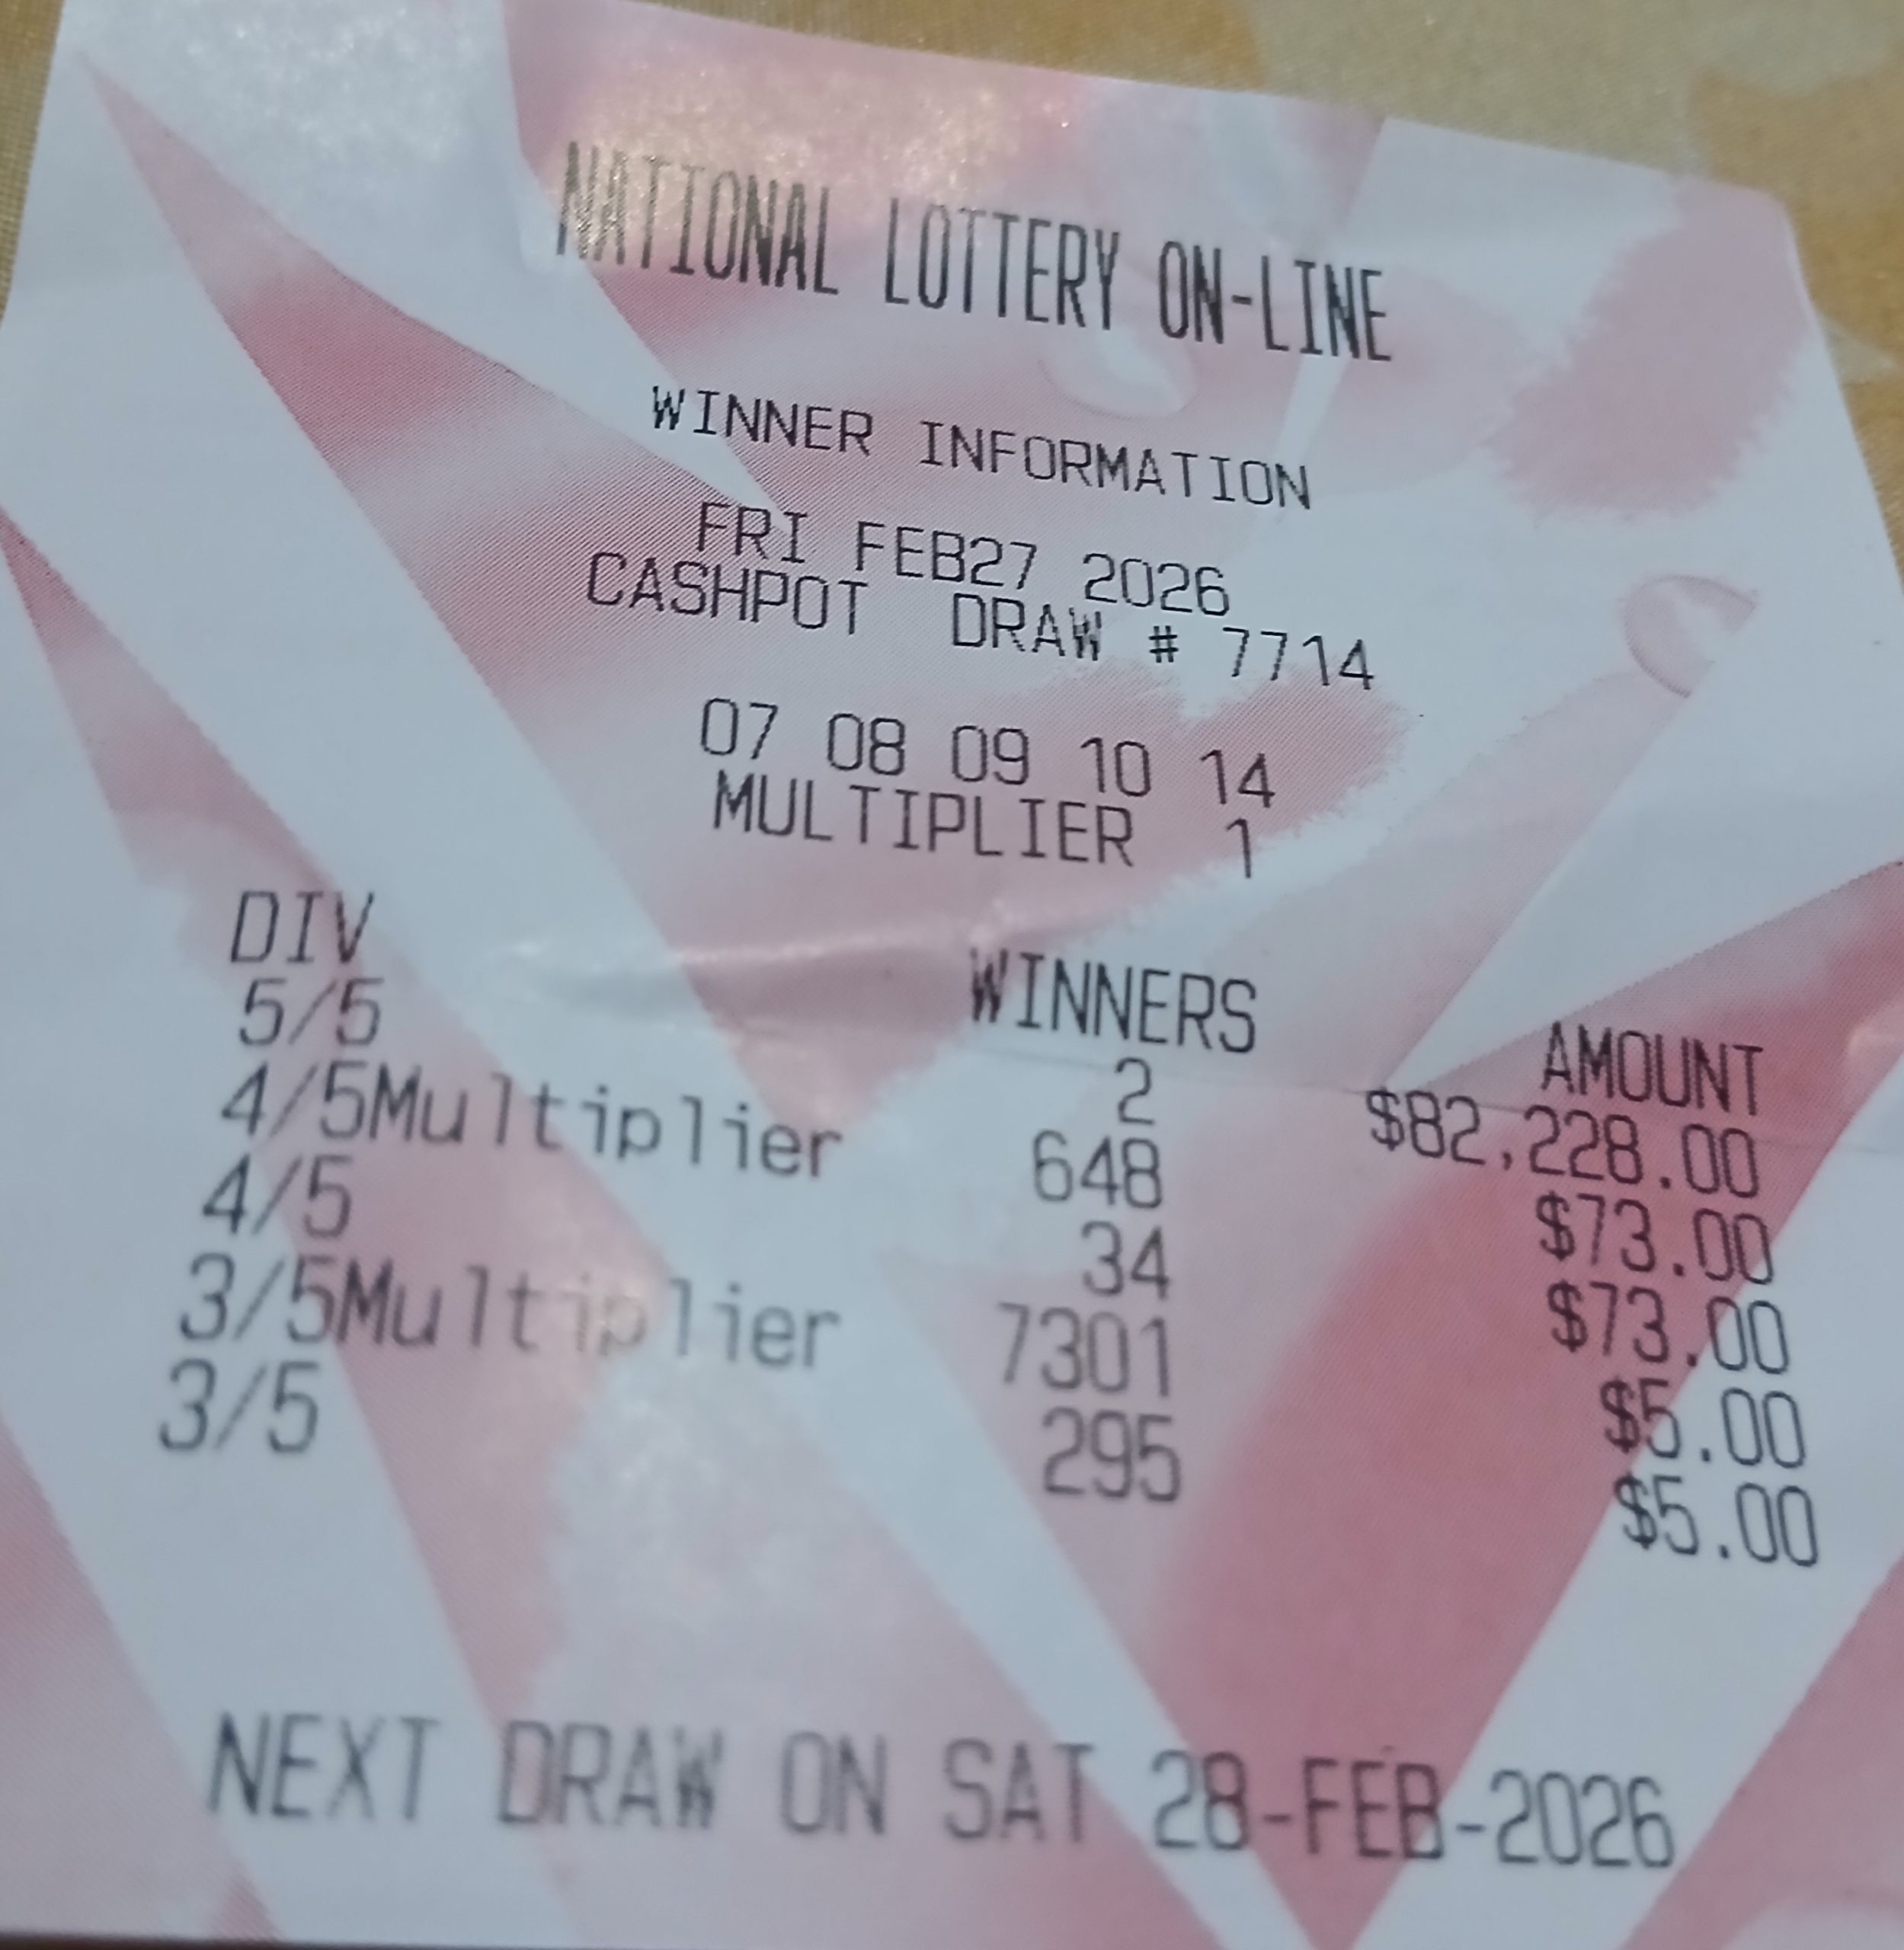 NATIONAL LOTTERY ON-LINE
WINNER INFORMATION
FRI FEB27 2026
CASHPOT DRAW # 7714
07 08 09 10 14
MULTIPLIER 1
DIV WINNERS AMOUNT
5/5 2 $82,228.00
4/5Multiplier 648 $73.00
4/5 34 $73.00
3/5Multiplier 7301 $5.00
3/5 295 $5.00
NEXT DRAW ON SAT 28-FEB-2026